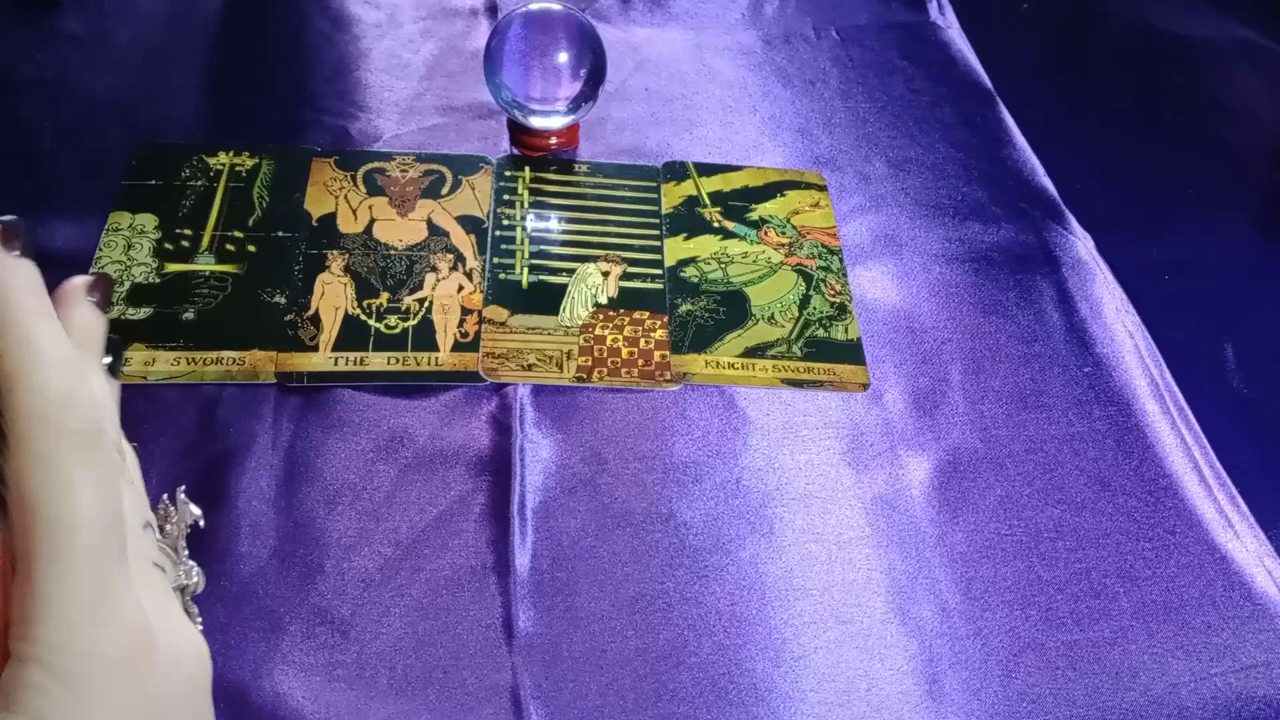 E of SWORDS.
THE DEVIL.
IX
KNIGHT of SWORDS.